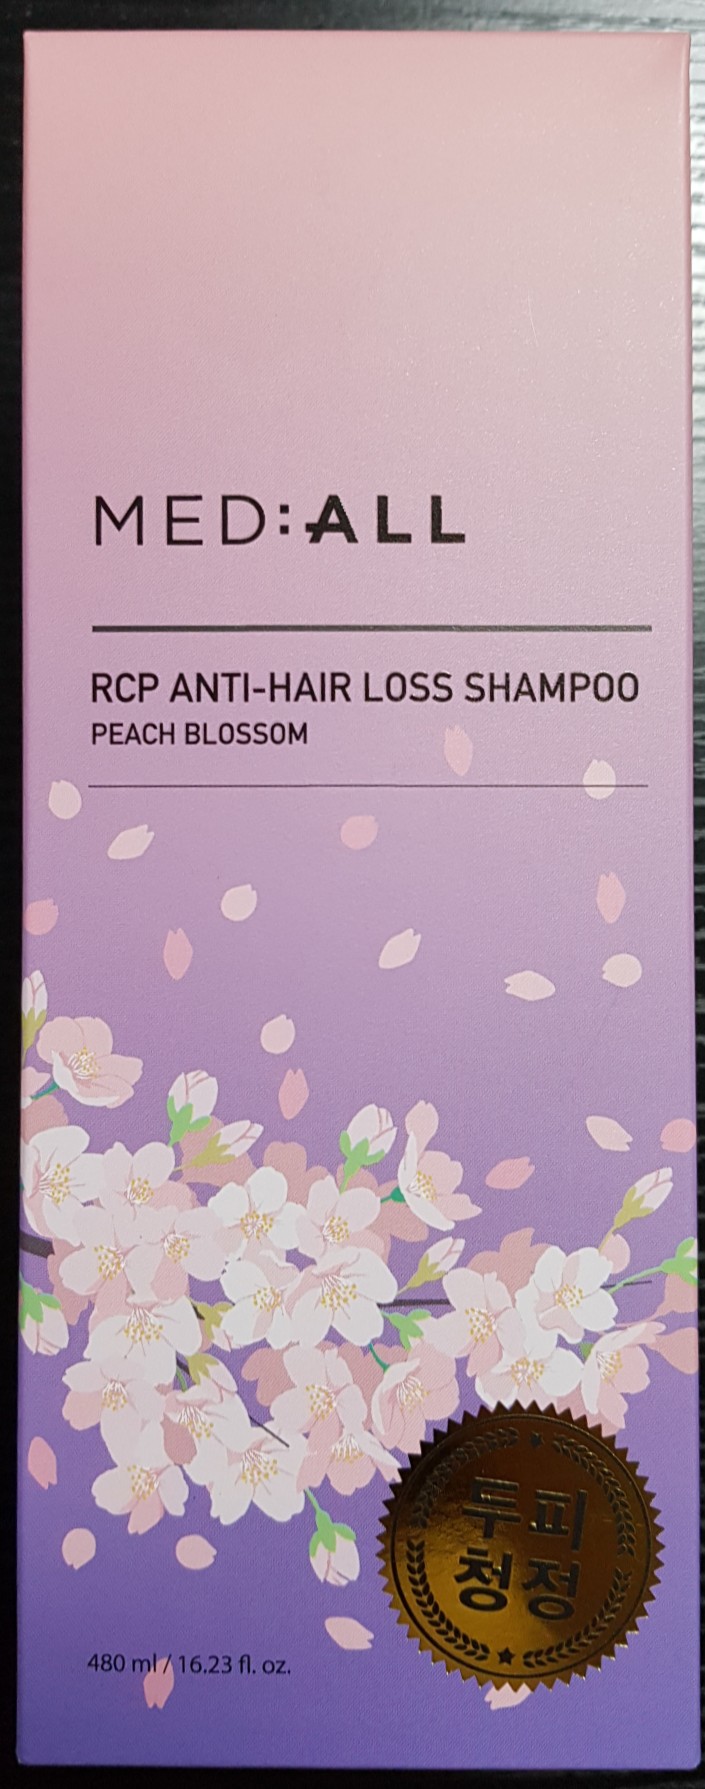 MED:ALL
RCP ANTI-HAIR LOSS SHAMPOO
PEACH BLOSSOM
두피
청정
480 ml / 16.23 fl. oz.